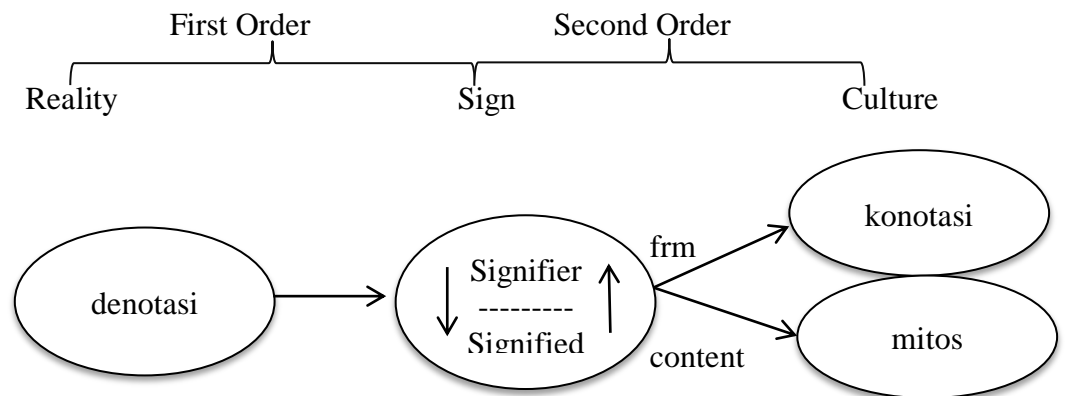 First Order Second Order
Reality Sign Culture
konotasi
frm
Signifier
denotasi
---------
Signified
mitos
content